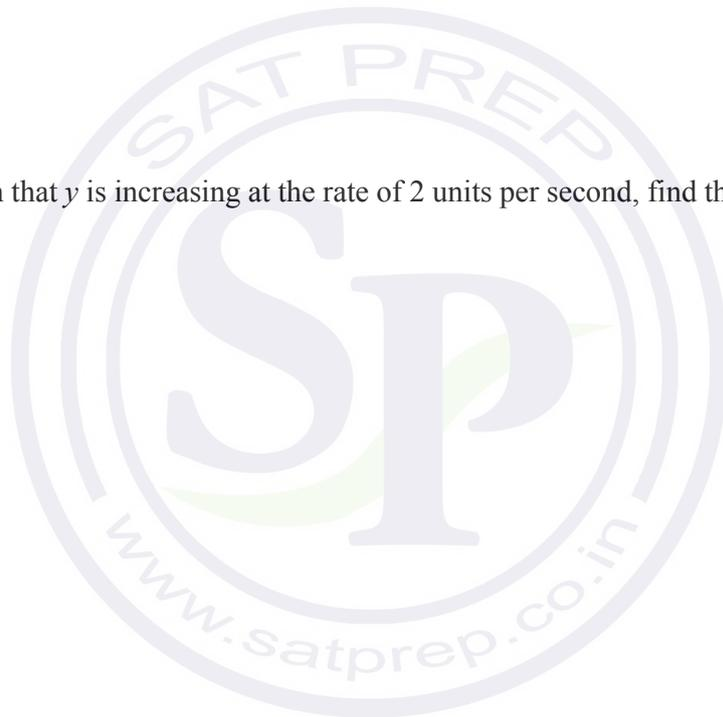 SAT PREP
that y is increasing at the rate of 2 units per second, find
SP
www.satprep.co.in